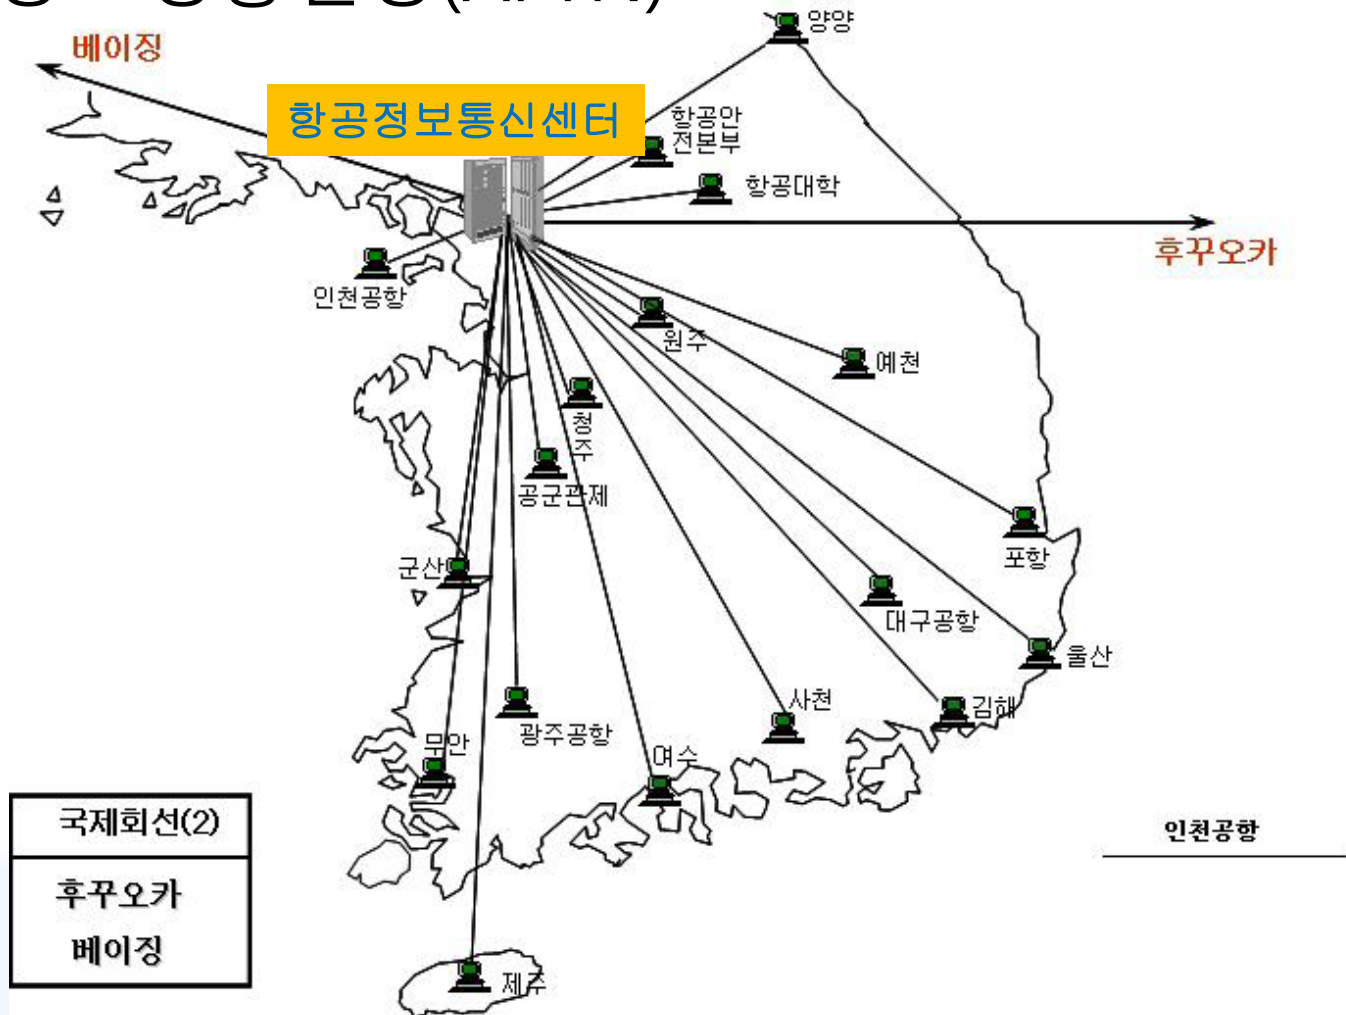 양양
베이징
항공정보통신센터
항공안
전본부
항공대학
후꾸오카
인천공항
원주
예천
청
주
공군관제
포항
군산
대구공항
울산
사천
김해
광주공항
무안
여수
국제회선(2)
후꾸오카
베이징
인천공항
제주